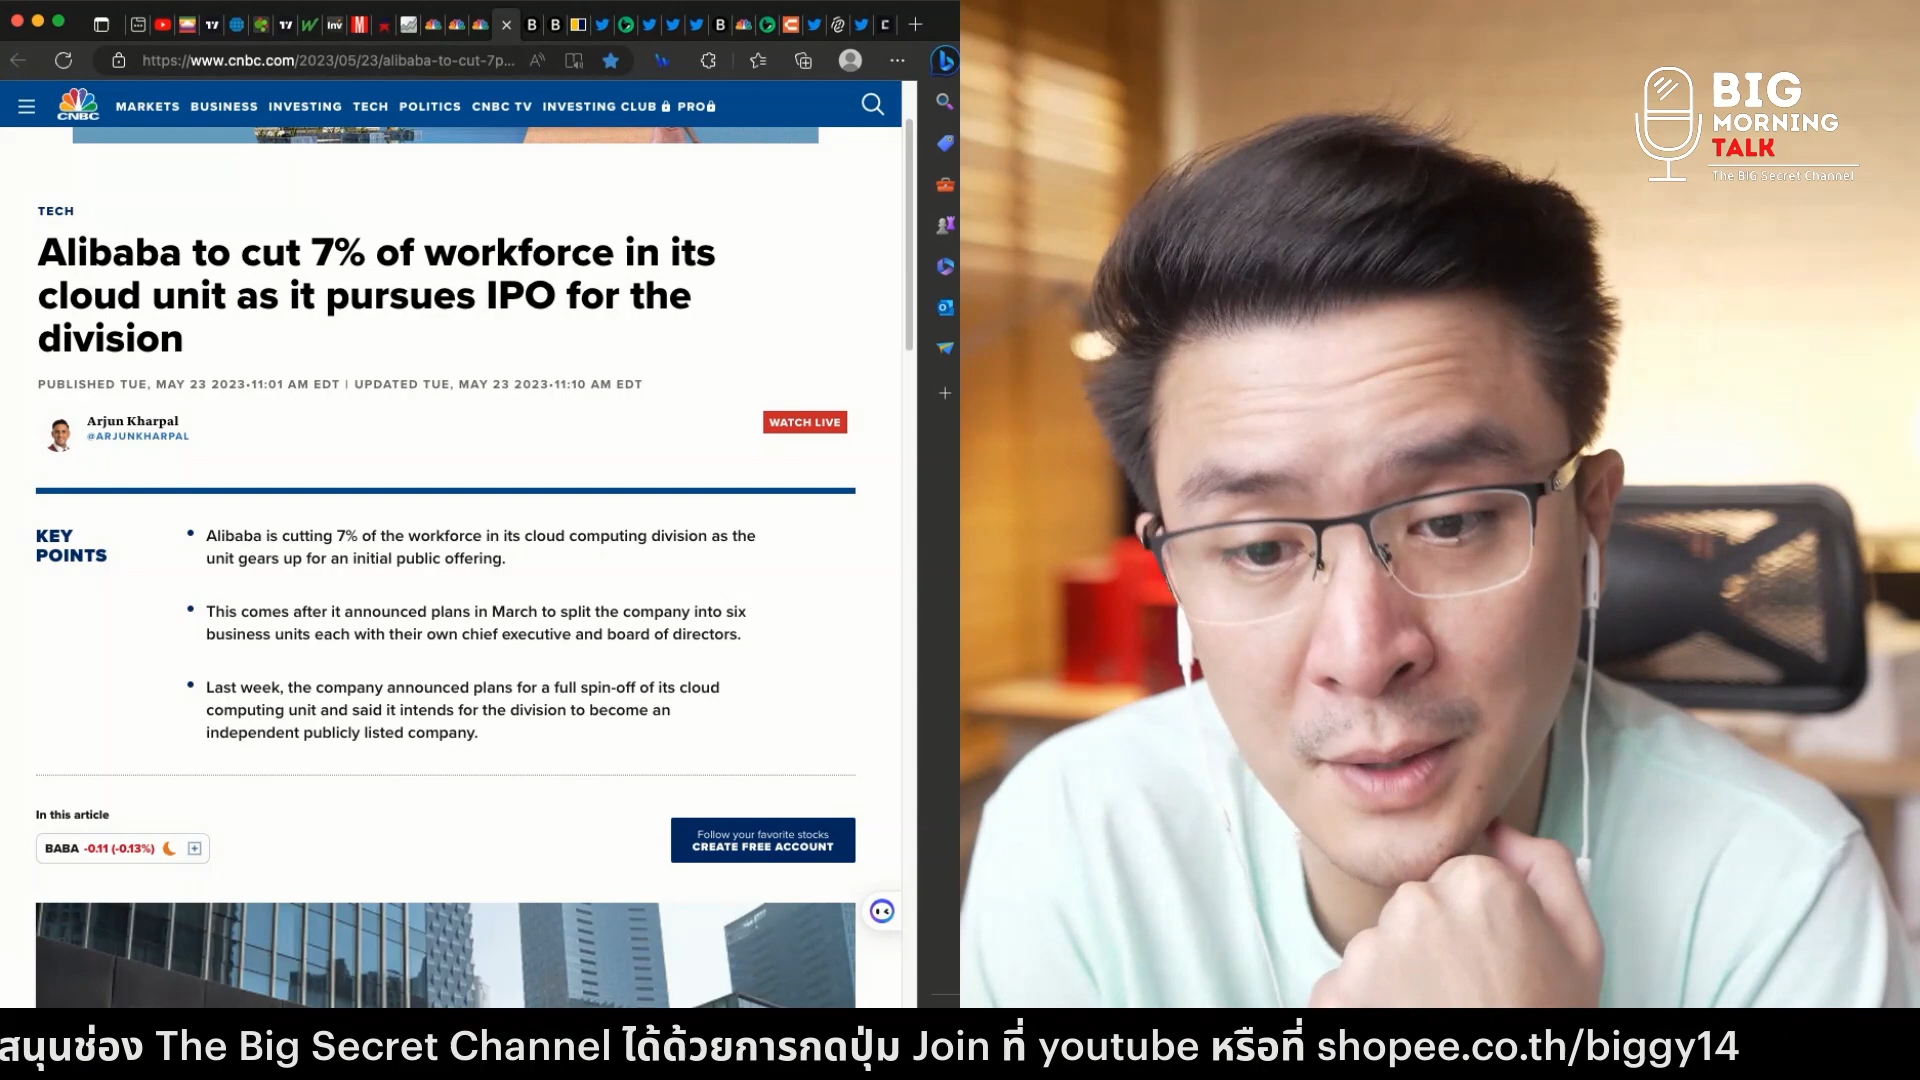 https://www.cnbc.com/2023/05/23/alibaba-to-cut-7p...
CNBC
MARKETS BUSINESS INVESTING TECH POLITICS CNBC TV INVESTING CLUB PRO
TECH
Alibaba to cut 7% of workforce in its
cloud unit as it pursues IPO for the
division
PUBLISHED TUE, MAY 23 2023•11:01 AM EDT | UPDATED TUE, MAY 23 2023•11:10 AM EDT
Arjun Kharpal
@ARJUNKHARPAL
WATCH LIVE
KEY
POINTS
Alibaba is cutting 7% of the workforce in its cloud computing division as the
unit gears up for an initial public offering.
This comes after it announced plans in March to split the company into six
business units each with their own chief executive and board of directors.
Last week, the company announced plans for a full spin-off of its cloud
computing unit and said it intends for the division to become an
independent publicly listed company.
In this article
BABA -0.11 (-0.13%)
Follow your favorite stocks
CREATE FREE ACCOUNT
BIG
MORNING
TALK
The BIG Secret Channel
สนุนช่อง The Big Secret Channel ได้ด้วยการกดปุ่ม Join ที่ youtube หรือที่ shopee.co.th/biggy14